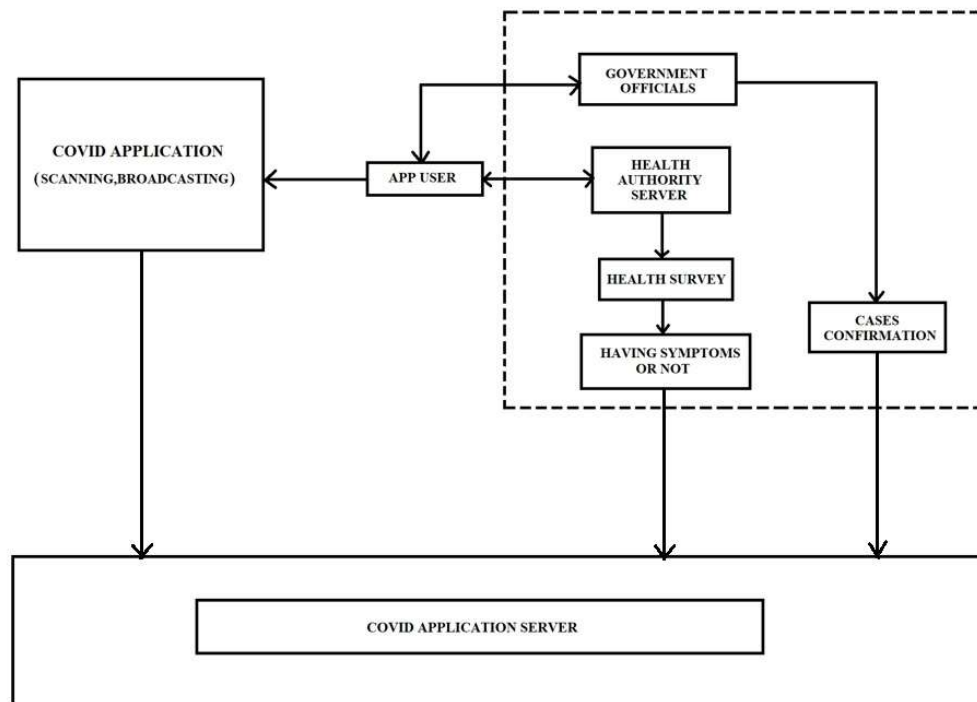 GOVERNMENT
OFFICIALS
COVID APPLICATION
(SCANNING,BROADCASTING)
APP USER
HEALTH
AUTHORITY
SERVER
HEALTH SURVEY
CASES
CONFIRMATION
HAVING SYMPTOMS
OR NOT
COVID APPLICATION SERVER